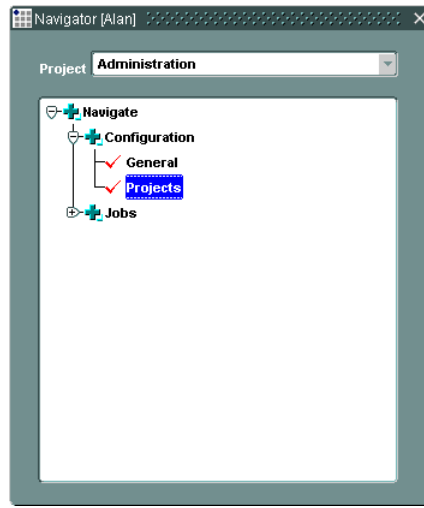 Navigator [Alan]
Project Administration
Navigate
Configuration
General
Projects
Jobs